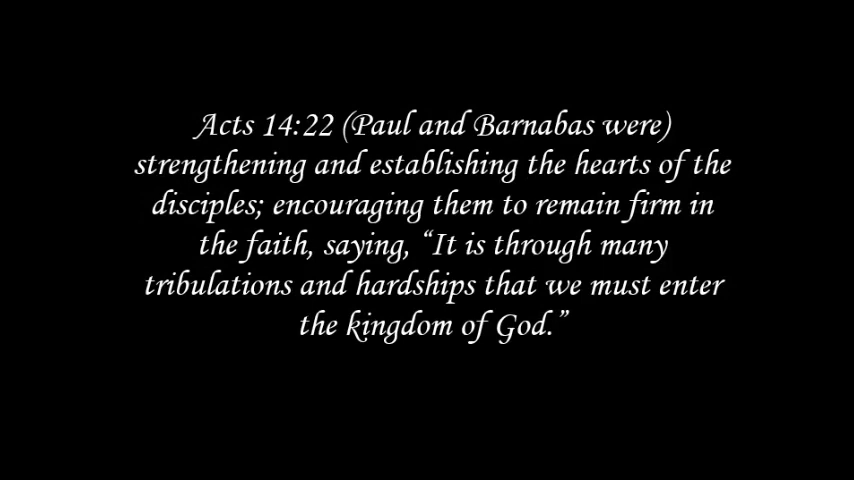 Acts 14:22 (Paul and Barnabas were)
strengthening and establishing the hearts of the
disciples; encouraging them to remain firm in
the faith, saying, “It is through many
tribulations and hardships that we must enter
the kingdom of God.”